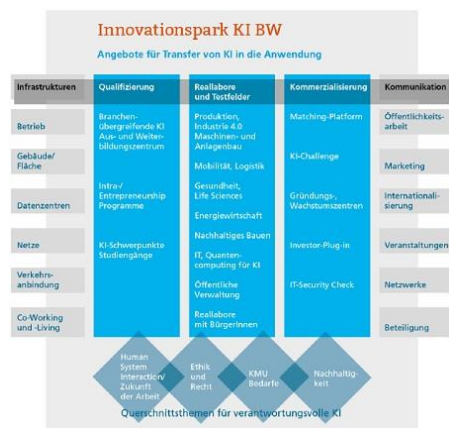 Innovationspark KI BW
Angebote für Transfer von KI in die Anwendung
Infrastrukturen
Betrieb
Gebäude/
Fläche
Datenzentren
Netze
Verkehrs-
anbindung
Co-Working
und -Living
Qualifizierung
Branchen-
übergreifende KI
Aus- und Weiter-
bildungszentrum
Intra-/
Entrepreneurship
Programme
KI-Schwerpunkte
Studiengänge
Reallabore
und Testfelder
Produktion,
Industrie 4.0
Maschinen- und
Anlagenbau
Mobilität, Logistik
Gesundheit,
Life Sciences
Energiewirtschaft
Nachhaltiges Bauen
IT, Quanten-
computing für KI
Öffentliche
Verwaltung
Reallabore
mit BürgerInnen
Kommerzialisierung
Matching-Platform
KI-Challenge
Gründungs-,
Wachstumszentren
Investor-Plug-in
IT-Security Check
Kommunikation
Öffentlichkeits-
arbeit
Marketing
Internationali-
sierung
Veranstaltungen
Netzwerke
Beteiligung
Human
System
Interaction/
Zukunft
der Arbeit
Ethik
und
Recht
KMU
Bedarfe
Nachhaltig-
keit
Querschnittsthemen für verantwortungsvolle KI